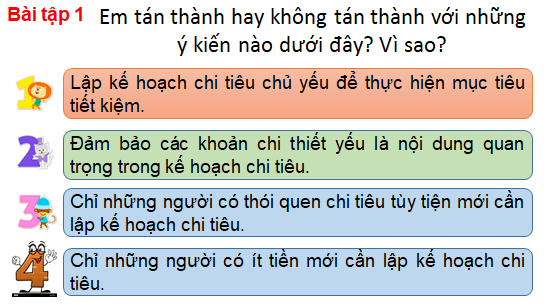 Bài tập 1
Em tán thành hay không tán thành với những
ý kiến nào dưới đây? Vì sao?
1
Lập kế hoạch chi tiêu chủ yếu để thực hiện mục tiêu
tiết kiệm.
2
Đảm bảo các khoản chi thiết yếu là nội dung quan
trọng trong kế hoạch chi tiêu.
3
Chỉ những người có thói quen chi tiêu tùy tiện mới cần
lập kế hoạch chi tiêu.
4
Chỉ những người có ít tiền mới cần lập kế hoạch chi
tiêu.